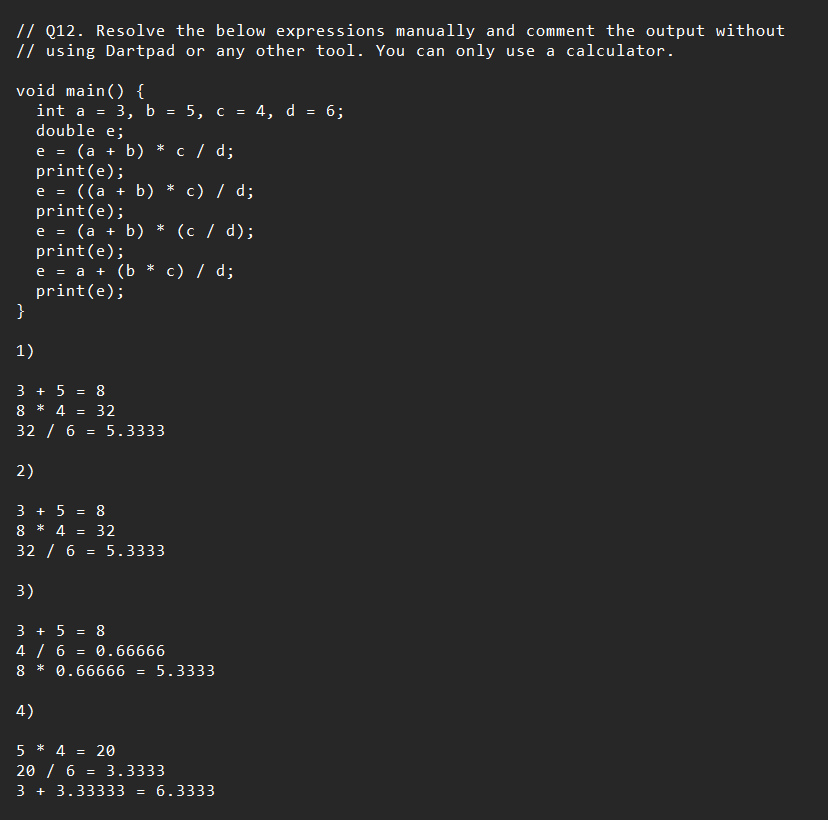 // Q12. Resolve the below expressions manually and comment the output without
// using Dartpad or any other tool. You can only use a calculator.
void main() {
int a = 3, b = 5, c = 4, d = 6;
double e;
e = (a + b) * c / d;
print(e);
e = ((a + b) * c) / d;
print(e);
e = (a + b) * (c / d);
print(e);
e = a + (b * c) / d;
print(e);
}
1)
3 + 5 = 8
8 * 4 = 32
32 / 6 = 5.3333
2)
3 + 5 = 8
8 * 4 = 32
32 / 6 = 5.3333
3)
3 + 5 = 8
4 / 6 = 0.66666
8 * 0.66666 = 5.3333
4)
5 * 4 = 20
20 / 6 = 3.3333
3 + 3.33333 = 6.3333